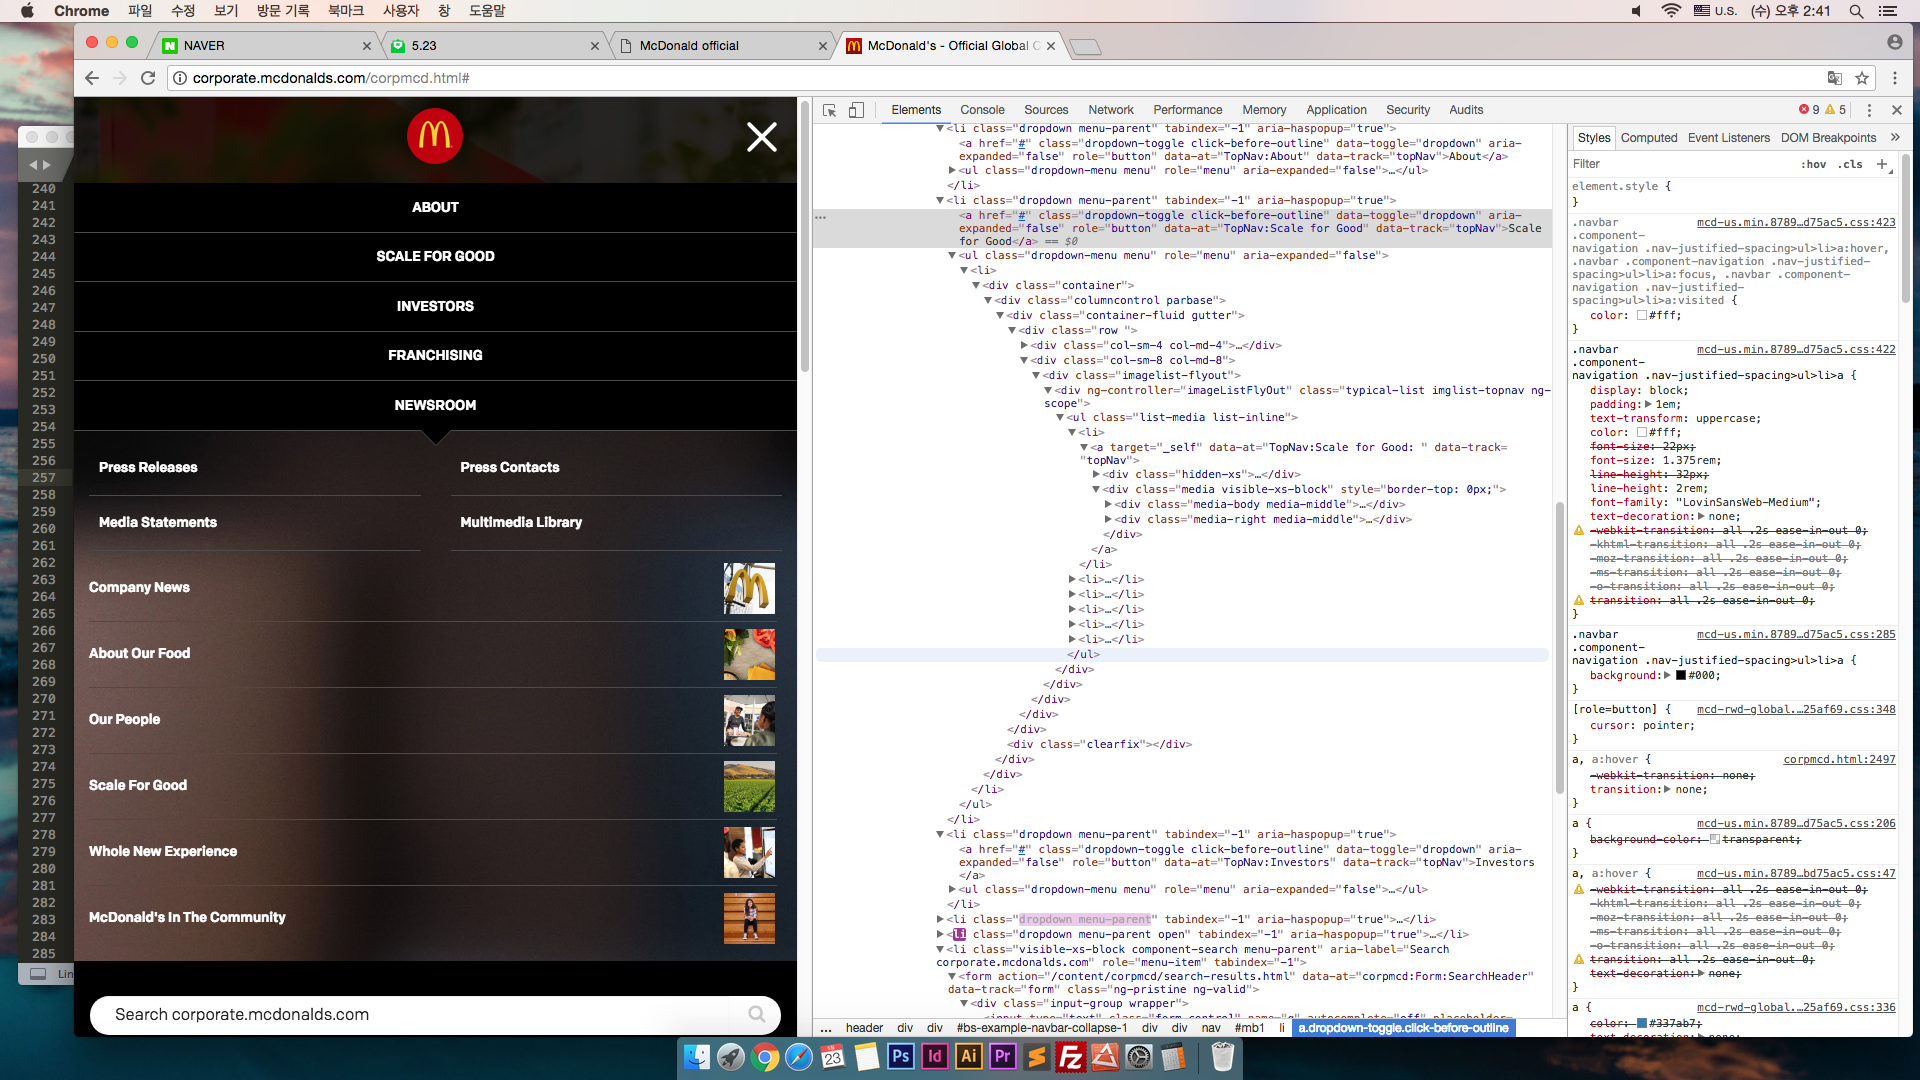 Chrome 파일 수정 보기 방문 기록 북마크 사용자 창 도움말 U.S. (수) 오후 2:41
NAVER 5.23 McDonald official McDonald's - Official Global C
corporate.mcdonalds.com/corpmcd.html#
ABOUT
SCALE FOR GOOD
INVESTORS
FRANCHISING
NEWSROOM
Press Releases Press Contacts
Media Statements Multimedia Library
Company News
About Our Food
Our People
Scale For Good
Whole New Experience
McDonald's In The Community
Search corporate.mcdonalds.com
240
241
242
243
244
245
246
247
248
249
250
251
252
253
254
255
256
257
258
259
260
261
262
263
264
265
266
267
268
269
270
271
272
273
274
275
276
277
278
279
280
281
282
283
284
285
Lin
Elements Console Sources Network Performance Memory Application Security Audits 9 5
<li class="dropdown menu-parent" tabindex="-1" aria-haspopup="true">
<a href="#" class="dropdown-toggle click-before-outline" data-toggle="dropdown" aria-
expanded="false" role="button" data-at="TopNav:About" data-track="topNav">About</a>
<ul class="dropdown-menu menu" role="menu" aria-expanded="false">…</ul>
</li>
<li class="dropdown menu-parent" tabindex="-1" aria-haspopup="true">
<a href="#" class="dropdown-toggle click-before-outline" data-toggle="dropdown" aria-
expanded="false" role="button" data-at="TopNav:Scale for Good" data-track="topNav">Scale
for Good</a> == $0
<ul class="dropdown-menu menu" role="menu" aria-expanded="false">
<li>
<div class="container">
<div class="columncontrol parbase">
<div class="container-fluid gutter">
<div class="row ">
<div class="col-sm-4 col-md-4">…</div>
<div class="col-sm-8 col-md-8">
<div class="imagelist-flyout">
<div ng-controller="imageListFlyOut" class="typical-list imglist-topnav ng-
scope">
<ul class="list-media list-inline">
<li>
<a target="_self" data-at="TopNav:Scale for Good: " data-track=
"topNav">
<div class="hidden-xs">…</div>
<div class="media visible-xs-block" style="border-top: 0px;">
<div class="media-body media-middle">…</div>
<div class="media-right media-middle">…</div>
</div>
</a>
</li>
<li>…</li>
<li>…</li>
<li>…</li>
<li>…</li>
<li>…</li>
</ul>
</div>
</div>
</div>
</div>
</div>
<div class="clearfix"></div>
</div>
</div>
</li>
</ul>
</li>
<li class="dropdown menu-parent" tabindex="-1" aria-haspopup="true">
<a href="#" class="dropdown-toggle click-before-outline" data-toggle="dropdown" aria-
expanded="false" role="button" data-at="TopNav:Investors" data-track="topNav">Investors
</a>
<ul class="dropdown-menu menu" role="menu" aria-expanded="false">…</ul>
</li>
<li class="dropdown menu-parent" tabindex="-1" aria-haspopup="true">…</li>
<li class="dropdown menu-parent open" tabindex="-1" aria-haspopup="true">…</li>
<li class="visible-xs-block component-search menu-parent" aria-label="Search
corporate.mcdonalds.com" role="menu-item" tabindex="-1">
<form action="/content/corpmcd/search-results.html" data-at="corpmcd:Form:SearchHeader"
data-track="form" class="ng-pristine ng-valid">
<div class="input-group wrapper">
… header div div #bs-example-navbar-collapse-1 div div nav #mb1 li a.dropdown-toggle.click-before-outline
Styles Computed Event Listeners DOM Breakpoints »
Filter :hov .cls +
element.style {
}
.navbar mcd-us.min.8789…d75ac5.css:423
.component-
navigation .nav-justified-spacing>ul>li>a:hover,
.navbar .component-navigation .nav-justified-
spacing>ul>li>a:focus, .navbar .component-
navigation .nav-justified-
spacing>ul>li>a:visited {
color: #fff;
}
.navbar mcd-us.min.8789…d75ac5.css:422
.component-
navigation .nav-justified-spacing>ul>li>a {
display: block;
padding: 1em;
text-transform: uppercase;
color: #fff;
font-size: 22px;
font-size: 1.375rem;
line-height: 32px;
line-height: 2rem;
font-family: "LovinSansWeb-Medium";
text-decoration: none;
-webkit-transition: all .2s ease-in-out 0;
-khtml-transition: all .2s ease-in-out 0;
-moz-transition: all .2s ease-in-out 0;
-ms-transition: all .2s ease-in-out 0;
-o-transition: all .2s ease-in-out 0;
transition: all .2s ease-in-out 0;
}
.navbar mcd-us.min.8789…d75ac5.css:285
.component-
navigation .nav-justified-spacing>ul>li>a {
background: #000;
}
[role=button] { mcd-rwd-global.…25af69.css:348
cursor: pointer;
}
a, a:hover { corpmcd.html:2497
-webkit-transition: none;
transition: none;
}
a { mcd-us.min.8789…d75ac5.css:206
background-color: transparent;
}
a, a:hover { mcd-us.min.8789…bd75ac5.css:47
-webkit-transition: all .2s ease-in-out 0;
-khtml-transition: all .2s ease-in-out 0;
-moz-transition: all .2s ease-in-out 0;
-ms-transition: all .2s ease-in-out 0;
-o-transition: all .2s ease-in-out 0;
transition: all .2s ease-in-out 0;
text-decoration: none;
}
a { mcd-rwd-global.…25af69.css:336
color: #337ab7;
23 Ps Id Ai Pr S Fz